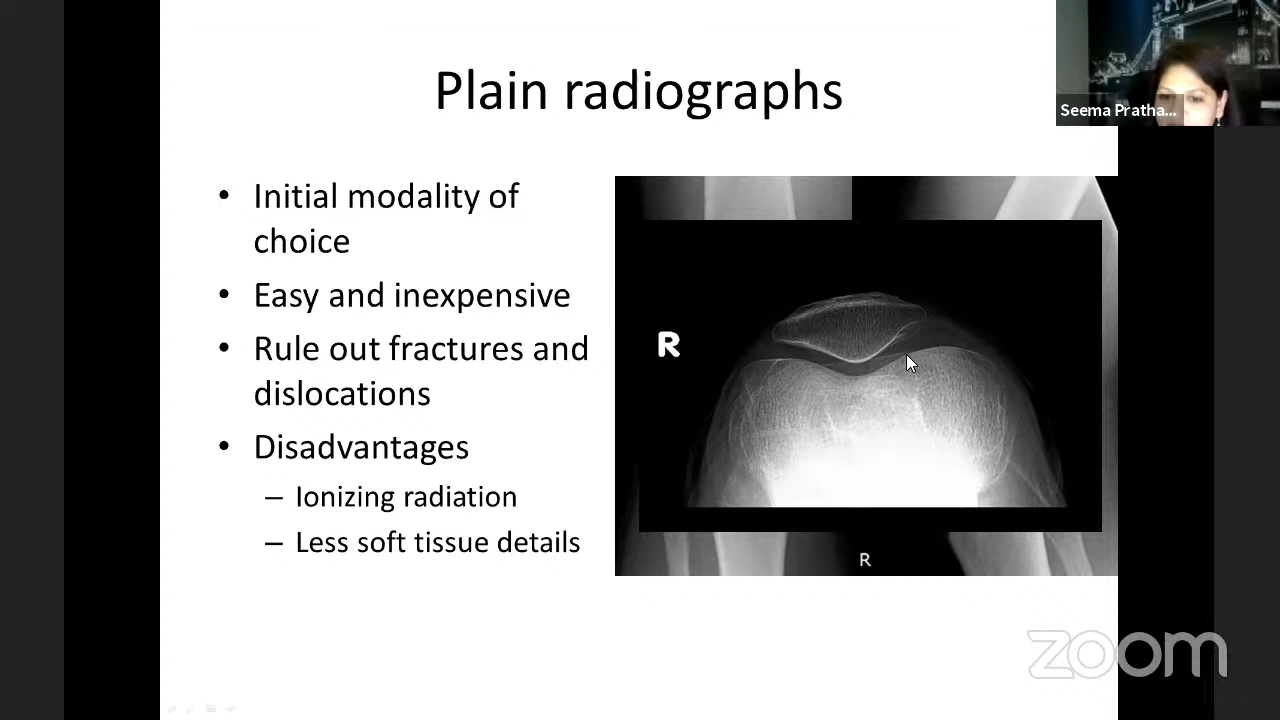 Plain radiographs
Seema Pratha...
• Initial modality of
choice
• Easy and inexpensive
• Rule out fractures and
dislocations
• Disadvantages
– Ionizing radiation
– Less soft tissue details
R
R
zoom